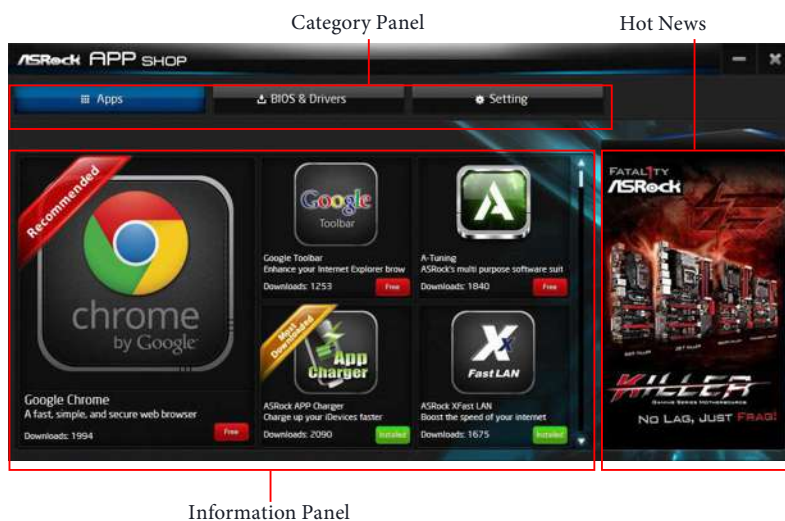 Category Panel
Hot News
ASRock APP SHOP
Apps
BIOS & Drivers
Setting
Recommended
chrome
by Google
Google Chrome
A fast, simple, and secure web browser
Downloads: 1994
Free
Google
Toolbar
Google Toolbar
Enhance your Internet Explorer brow
Downloads: 1253
Free
A-Tuning
ASRock's multi purpose software suit
Downloads: 1840
Free
Most Downloaded
App
Charger
ASRock APP Charger
Charge up your iDevices faster
Downloads: 2090
Installed
X
Fast LAN
ASRock XFast LAN
Boost the speed of your internet
Downloads: 1675
Installed
FATAL1TY
ASRock
KILLER
GAMING SERIES MOTHERBOARDS
NO LAG, JUST FRAG!
Information Panel